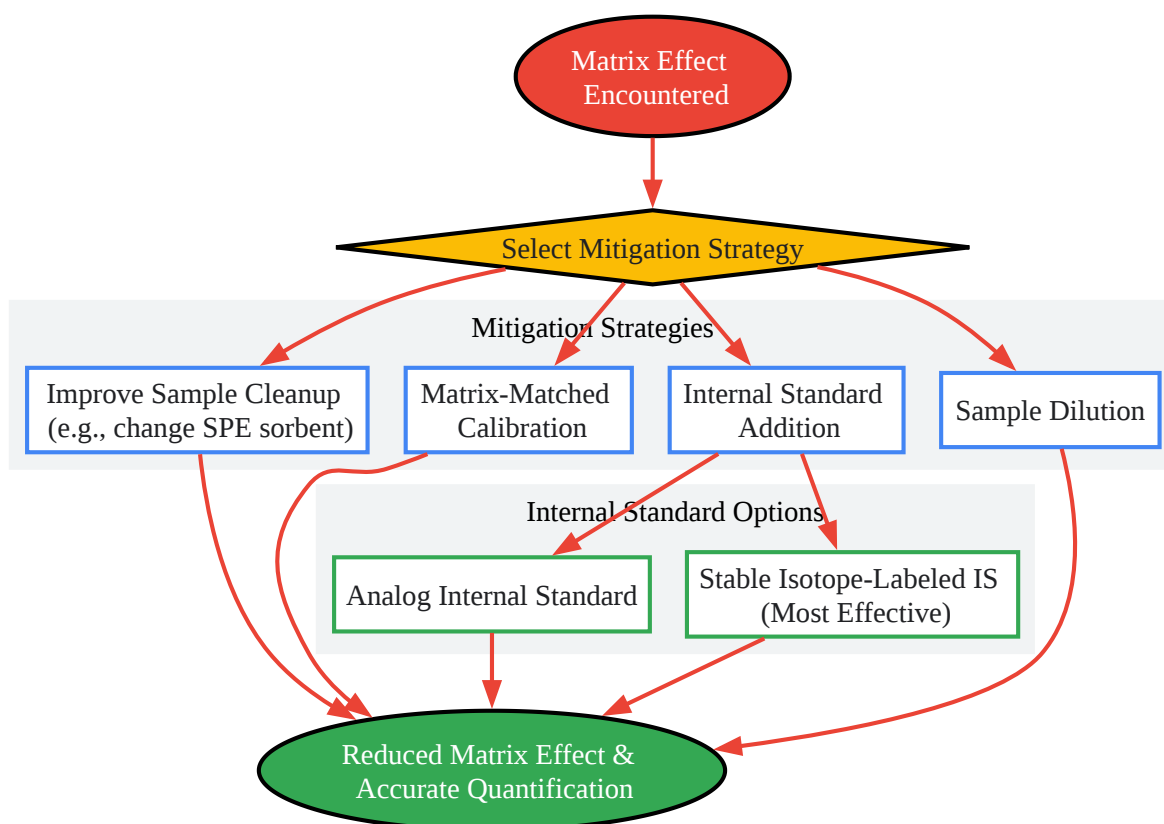 Matrix Effect
Encountered
Select Mitigation Strategy
Mitigation Strategies
Improve Sample Cleanup
(e.g., change SPE sorbent)
Matrix-Matched
Calibration
Internal Standard
Addition
Sample Dilution
Internal Standard Options
Analog Internal Standard
Stable Isotope-Labeled IS
(Most Effective)
Reduced Matrix Effect &
Accurate Quantification